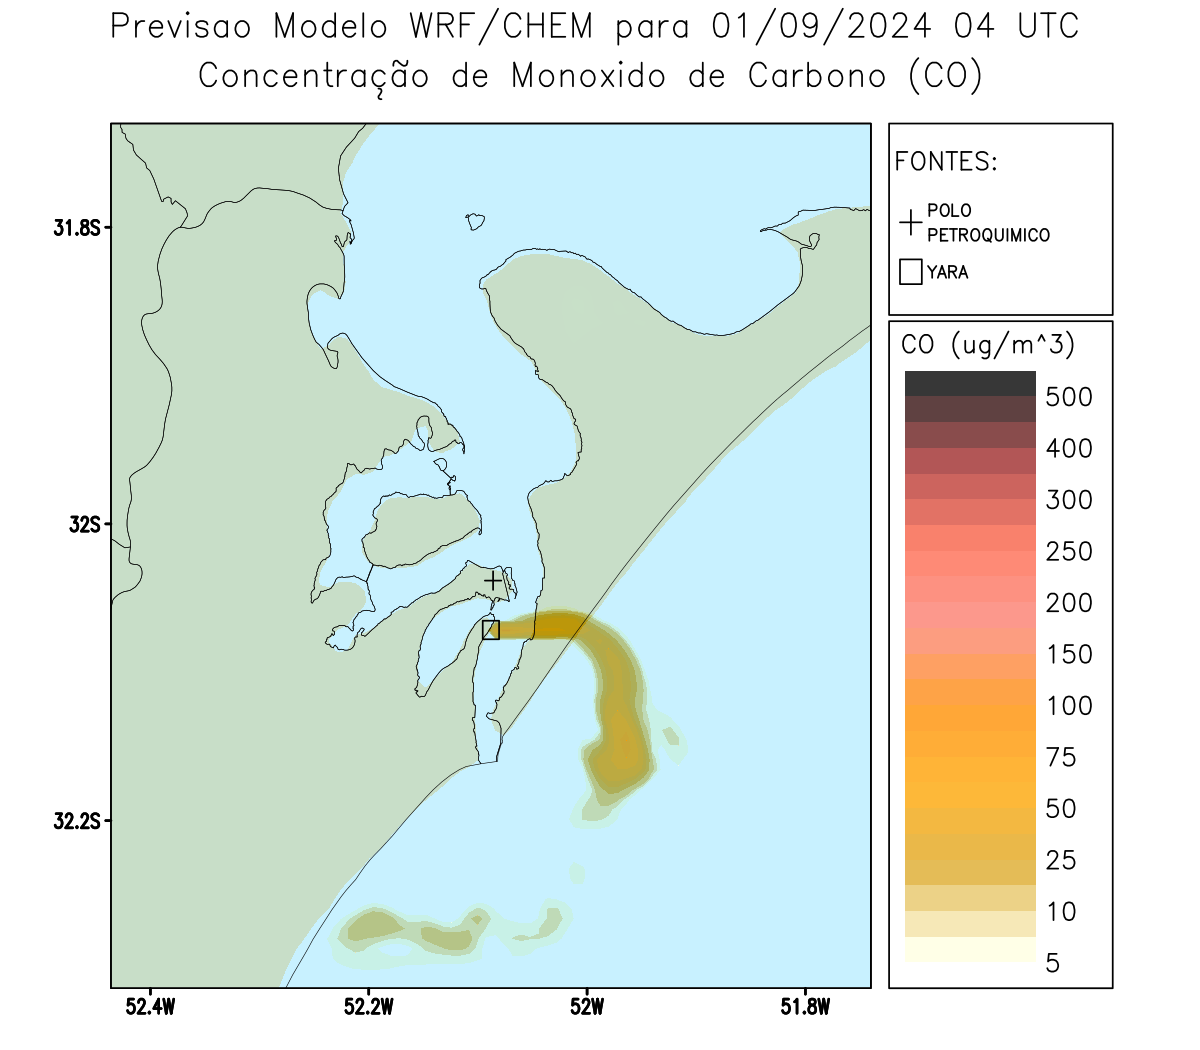 Previsao Modelo WRF/CHEM para 01/09/2024 04 UTC
Concentração de Monoxido de Carbono (CO)
FONTES:
POLO
PETROQUIMICO
YARA
CO (ug/m^3)
500
400
300
250
200
150
100
75
50
25
10
5
31.8S
32S
32.2S
52.4W
52.2W
52W
51.8W